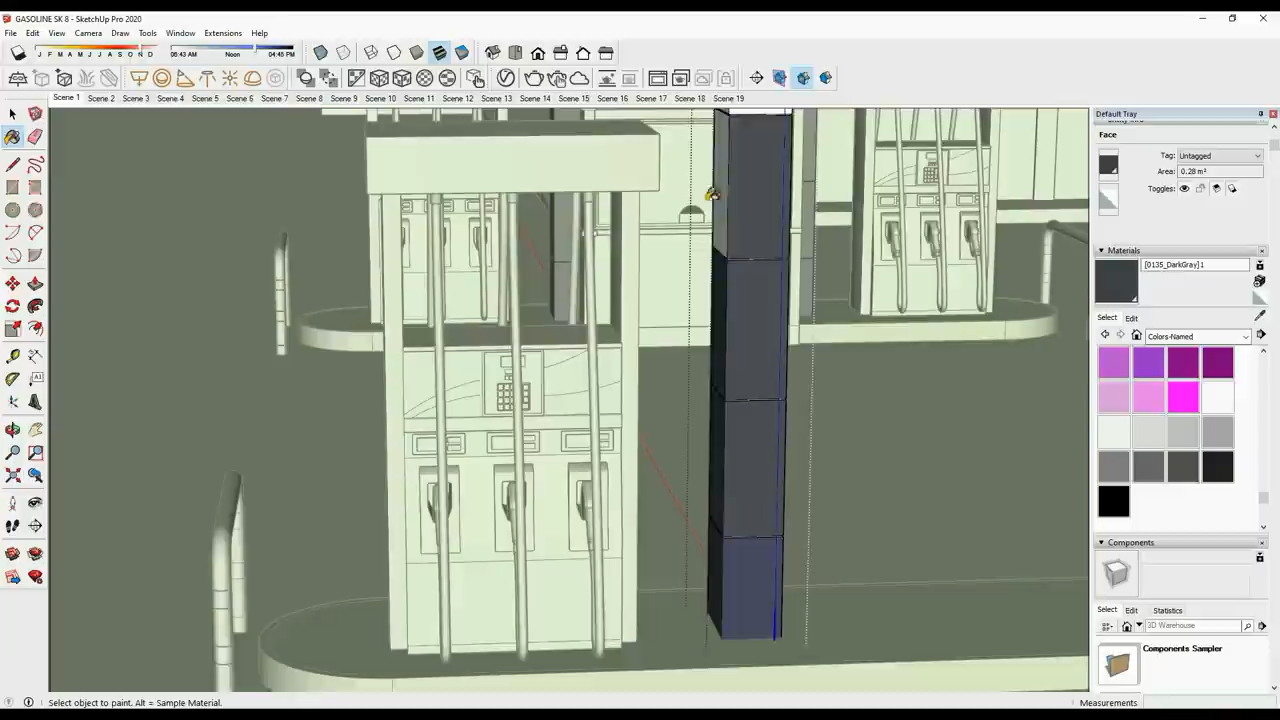 GASOLINE SK 8 - SketchUp Pro 2020
File Edit View Camera Draw Tools Window Extensions Help
J F M A M J J A S O N D 06:43 AM Noon 04:45 PM
Scene 1 Scene 2 Scene 3 Scene 4 Scene 5 Scene 6 Scene 7 Scene 8 Scene 9 Scene 10 Scene 11 Scene 12 Scene 13 Scene 14 Scene 15 Scene 16 Scene 17 Scene 18 Scene 19
Default Tray
Face
Tag: Untagged
Area: 0.28 m²
Toggles:
Materials
[0135_DarkGray]1
Select Edit
Colors-Named
Components
Select Edit Statistics
3D Warehouse
Components Sampler
Select object to paint. Alt = Sample Material.
Measurements